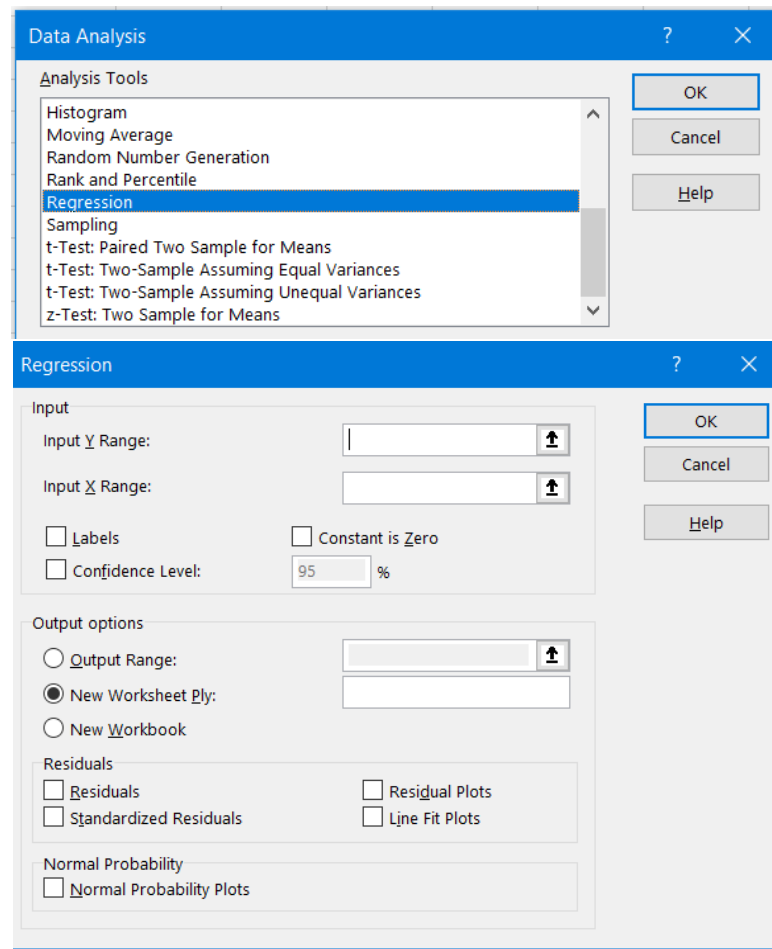 Data Analysis ?
Analysis Tools
OK
Histogram
Moving Average
Cancel
Random Number Generation
Rank and Percentile
Regression
Help
Sampling
t-Test: Paired Two Sample for Means
t-Test: Two-Sample Assuming Equal Variances
t-Test: Two-Sample Assuming Unequal Variances
z-Test: Two Sample for Means
Regression ?
Input
OK
Input Y Range:
Cancel
Input X Range:
Help
Labels Constant is Zero
Confidence Level: 95 %
Output options
Output Range:
New Worksheet Ply:
New Workbook
Residuals
Residuals Residual Plots
Standardized Residuals Line Fit Plots
Normal Probability
Normal Probability Plots